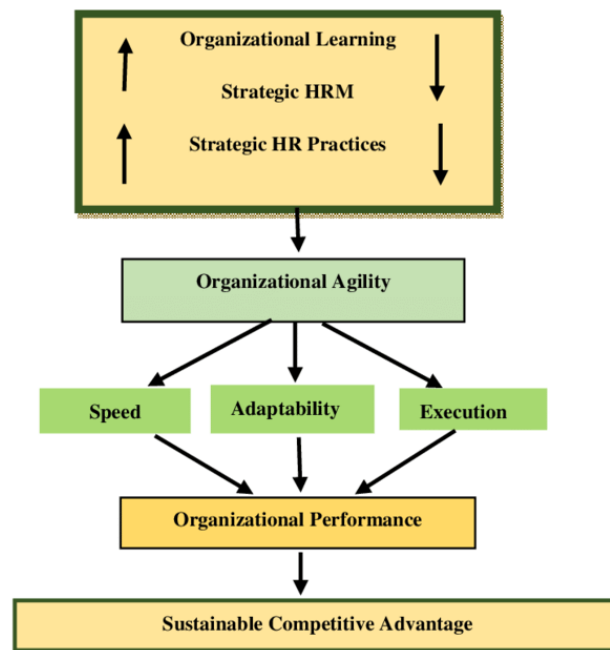 Organizational Learning
Strategic HRM
Strategic HR Practices
Organizational Agility
Speed
Adaptability
Execution
Organizational Performance
Sustainable Competitive Advantage